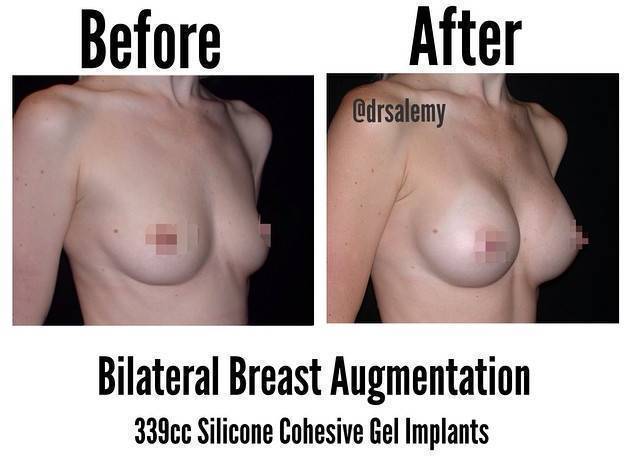 Before
After
@drsalemy
Bilateral Breast Augmentation
339cc Silicone Cohesive Gel Implants